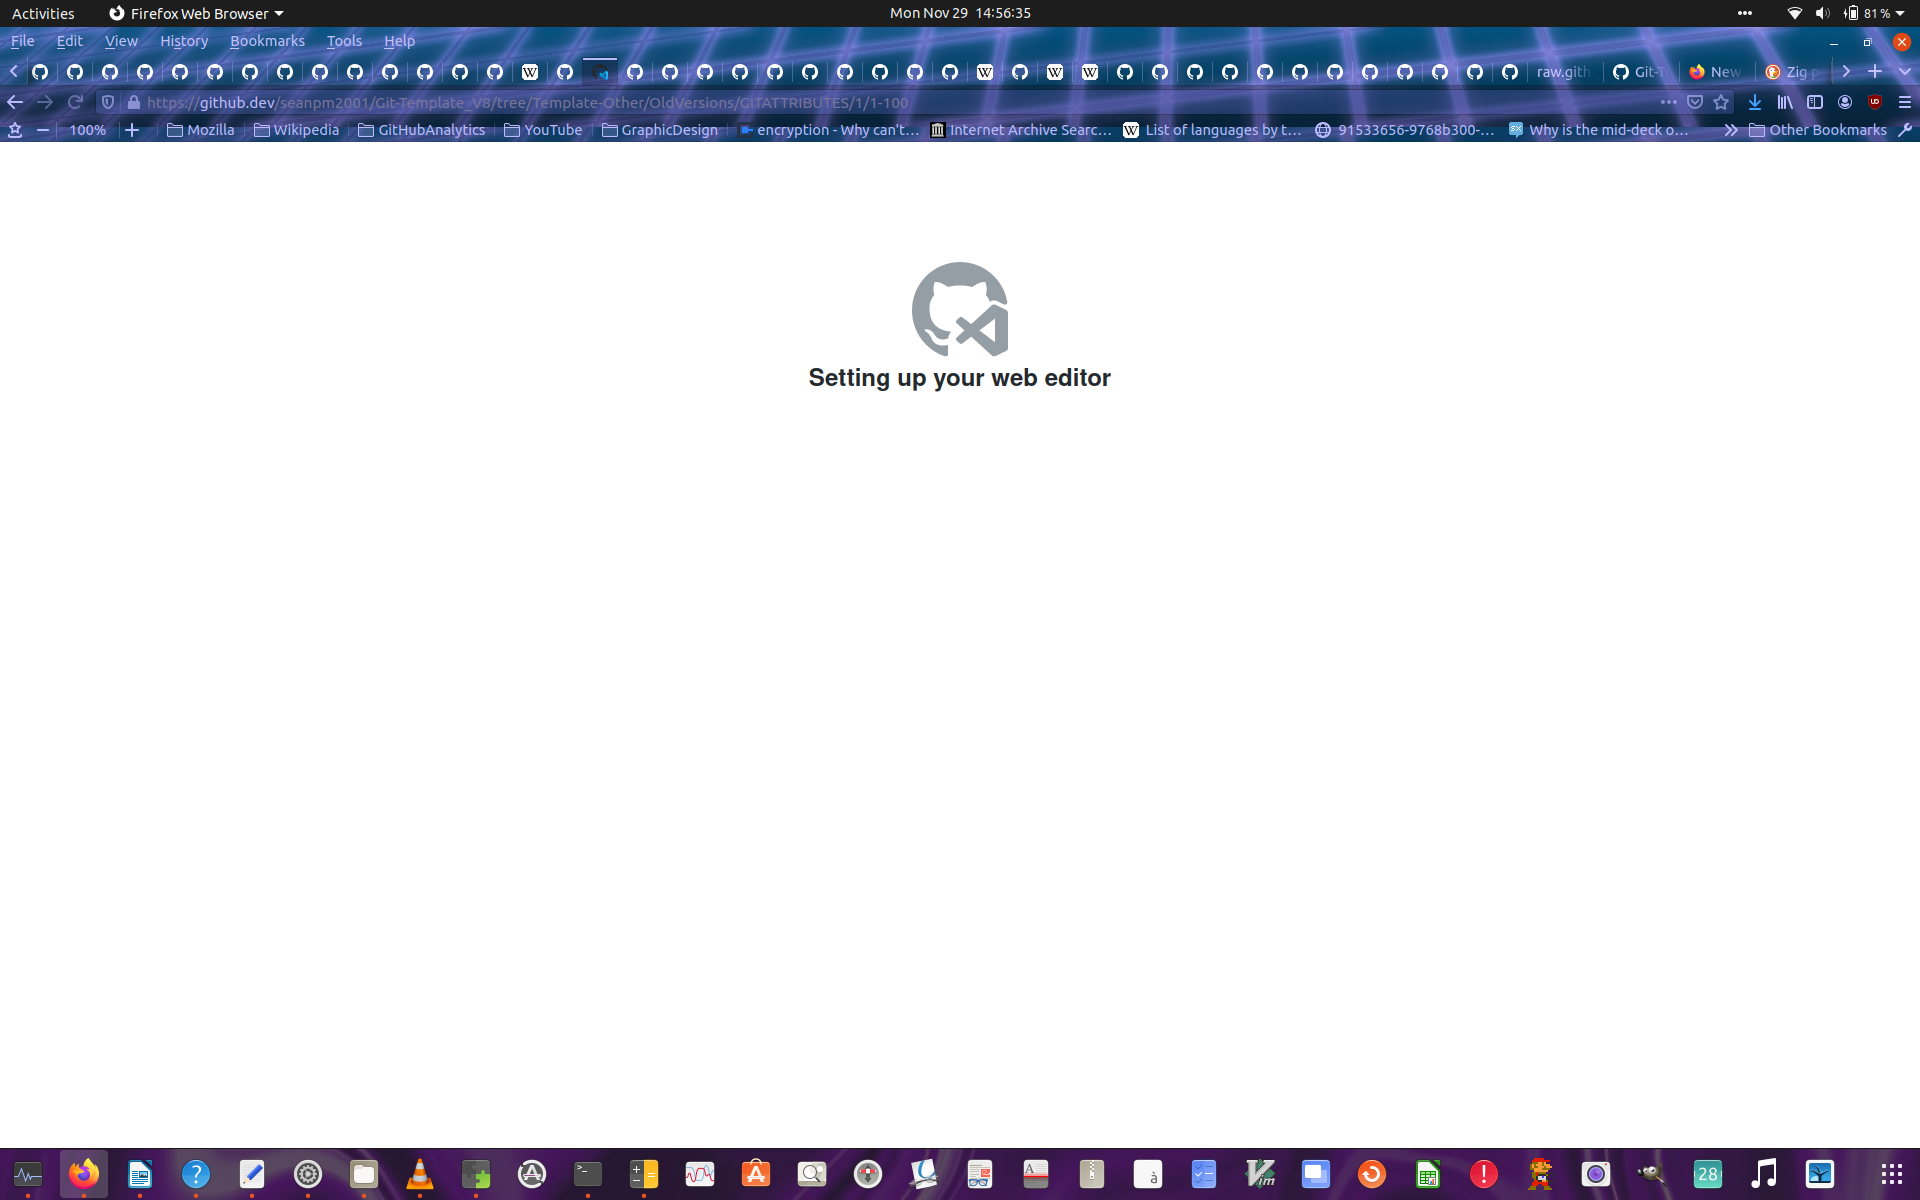 Activities Firefox Web Browser Mon Nov 29 14:56:35 81 %
File Edit View History Bookmarks Tools Help
W W W W raw.gith Git-T New Zig p
https://github.dev/seanpm2001/Git-Template_V8/tree/Template-Other/OldVersions/GITATTRIBUTES/1/1-100
100% Mozilla Wikipedia GitHubAnalytics YouTube GraphicDesign encryption - Why can't… Internet Archive Searc… W List of languages by t… 91533656-9768b300-… Why is the mid-deck o… Other Bookmarks
Setting up your web editor
? >_ A à Vim ! 28